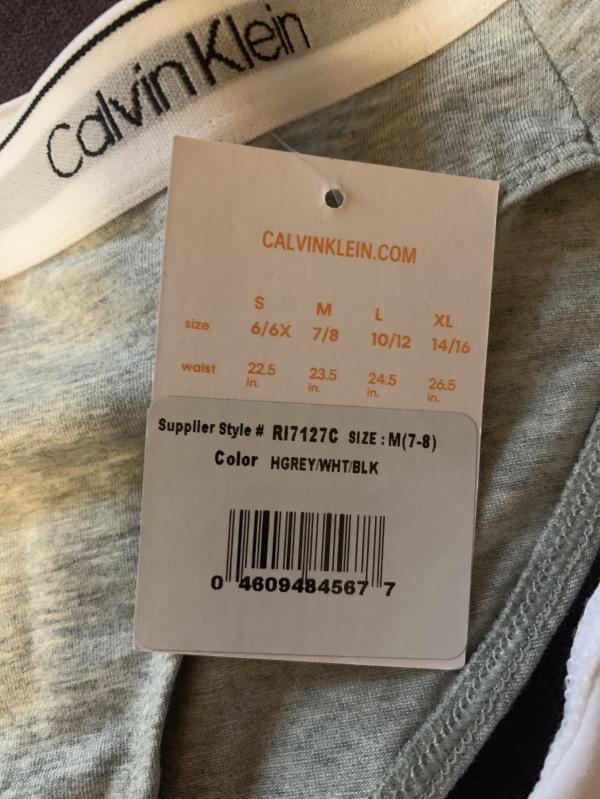 Calvin Klein
CALVINKLEIN.COM
size S 6/6X M 7/8 L 10/12 XL 14/16
waist 22.5 in. 23.5 in. 24.5 in. 26.5 in.
Supplier Style # RI7127C SIZE : M(7-8)
Color HGREY/WHT/BLK
0 4609484567 7